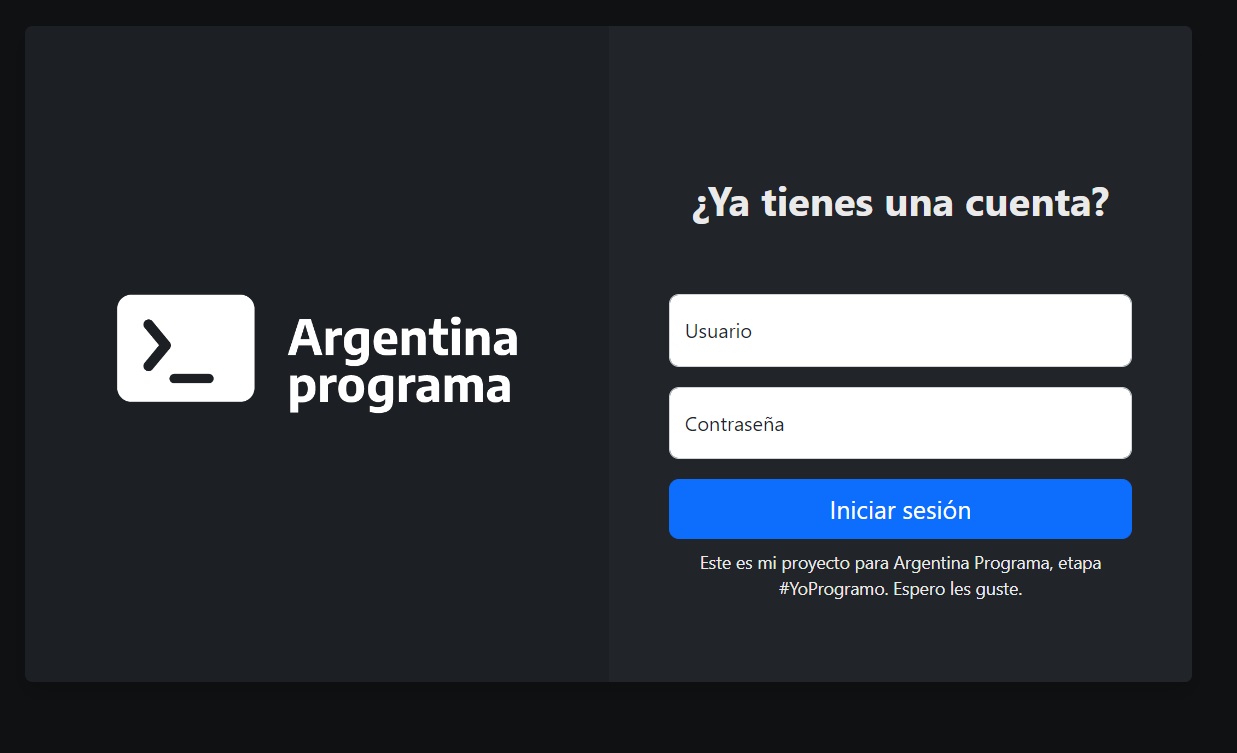 Argentina
programa
¿Ya tienes una cuenta?
Usuario
Contraseña
Iniciar sesión
Este es mi proyecto para Argentina Programa, etapa
#YoProgramo. Espero les guste.